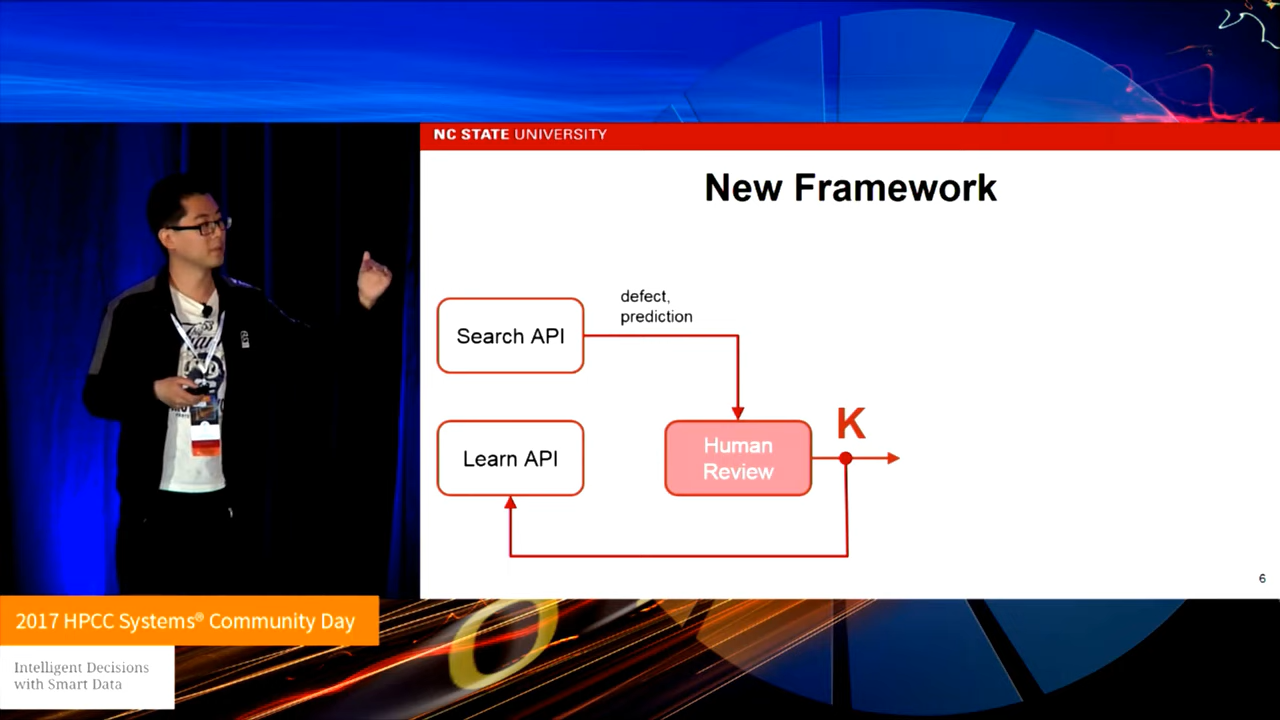 NC STATE UNIVERSITY
New Framework
defect,
prediction
Search API
Learn API
Human
Review
K
6
2017 HPCC Systems® Community Day
Intelligent Decisions
with Smart Data